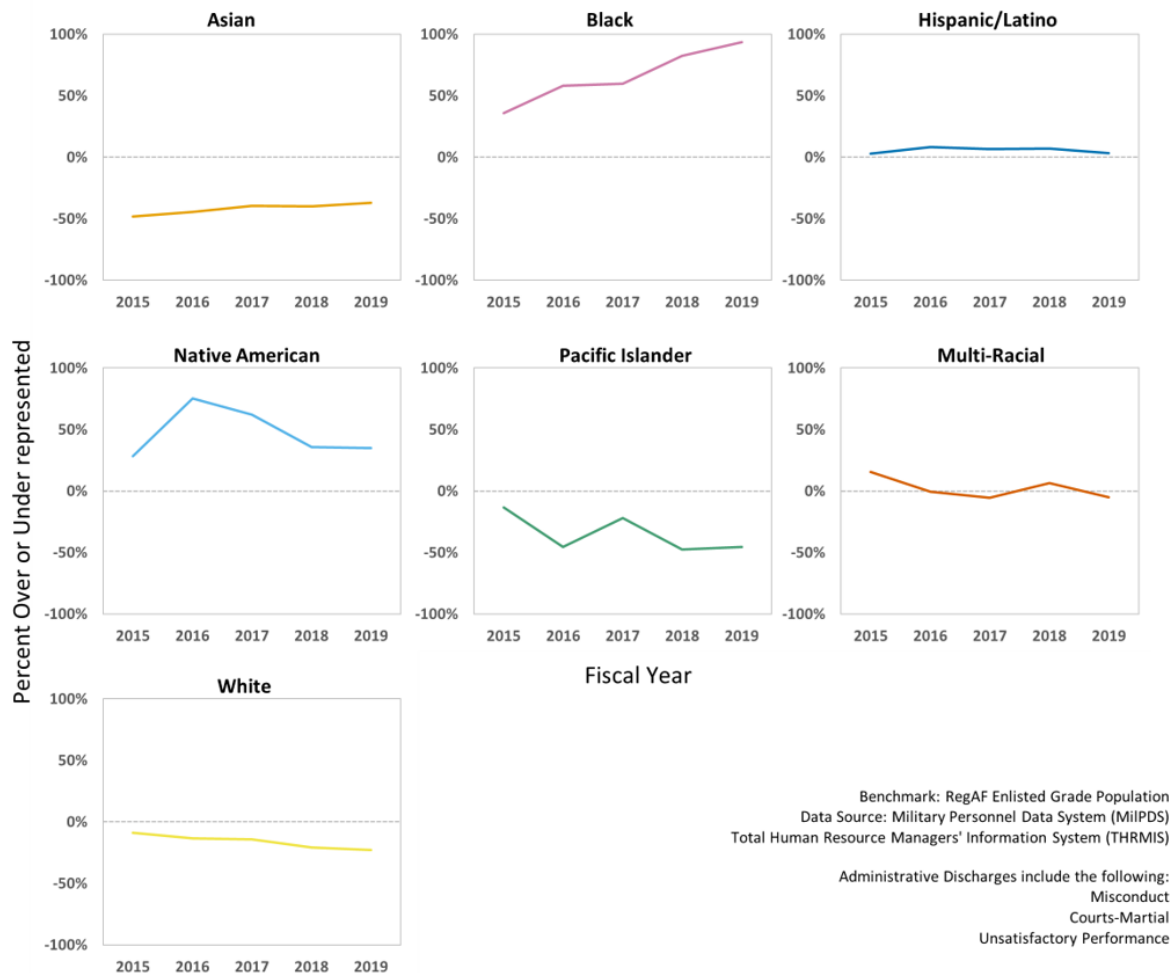 Percent Over or Under represented
Asian
100%
50%
0%
-50%
-100%
2015 2016 2017 2018 2019
Black
100%
50%
0%
-50%
-100%
2015 2016 2017 2018 2019
Hispanic/Latino
100%
50%
0%
-50%
-100%
2015 2016 2017 2018 2019
Native American
100%
50%
0%
-50%
-100%
2015 2016 2017 2018 2019
Pacific Islander
100%
50%
0%
-50%
-100%
2015 2016 2017 2018 2019
Multi-Racial
100%
50%
0%
-50%
-100%
2015 2016 2017 2018 2019
Fiscal Year
White
100%
50%
0%
-50%
-100%
2015 2016 2017 2018 2019
Benchmark: RegAF Enlisted Grade Population
Data Source: Military Personnel Data System (MilPDS)
Total Human Resource Managers' Information System (THRMIS)
Administrative Discharges include the following:
Misconduct
Courts-Martial
Unsatisfactory Performance